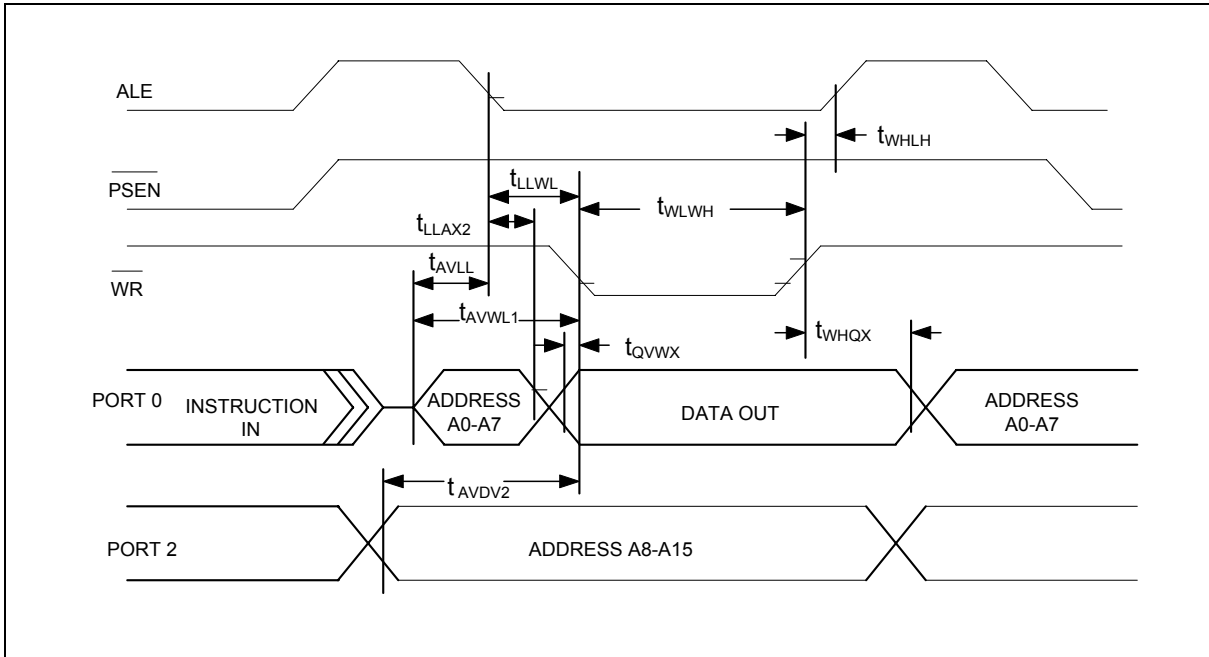 ALE
tWHLH
PSEN
tLLWL
tWLWH
tLLAX2
tAVLL
WR
tAVWL1
tWHQX
tQVWX
PORT 0
INSTRUCTION
IN
ADDRESS
A0-A7
DATA OUT
ADDRESS
A0-A7
tAVDV2
PORT 2
ADDRESS A8-A15